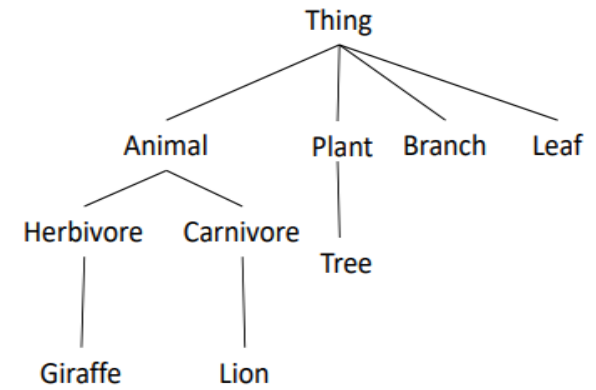 Thing
Animal Plant Branch Leaf
Herbivore Carnivore
Tree
Giraffe Lion